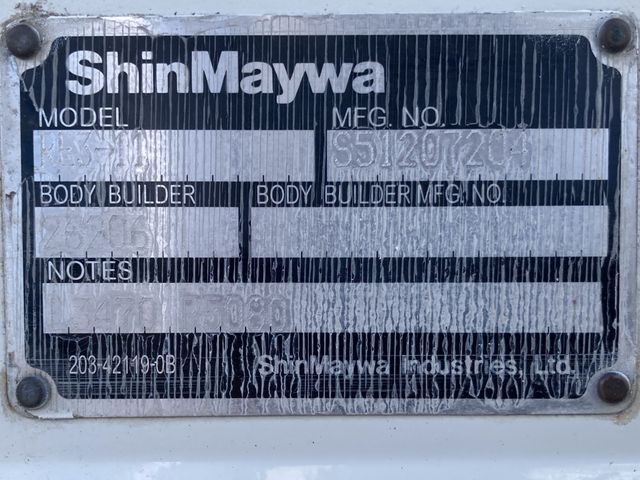 ShinMaywa
MODEL MFG. NO.
S51207204
BODY BUILDER BODY BUILDER MFG. NO.
NOTES
203-42119-0B ShinMaywa Industries, Ltd.